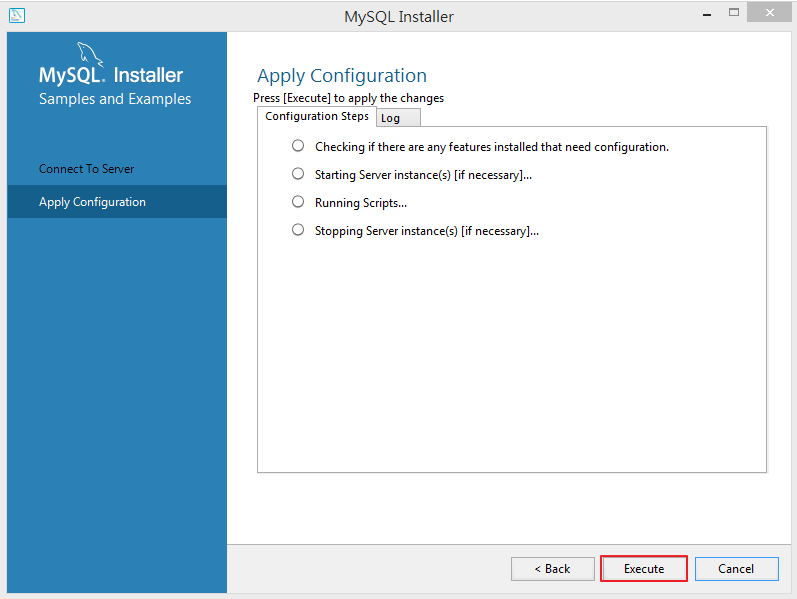 MySQL Installer
MySQL. Installer
Samples and Examples
Connect To Server
Apply Configuration
Apply Configuration
Press [Execute] to apply the changes
Configuration Steps
Log
Checking if there are any features installed that need configuration.
Starting Server instance(s) [if necessary]...
Running Scripts...
Stopping Server instance(s) [if necessary]...
< Back
Execute
Cancel